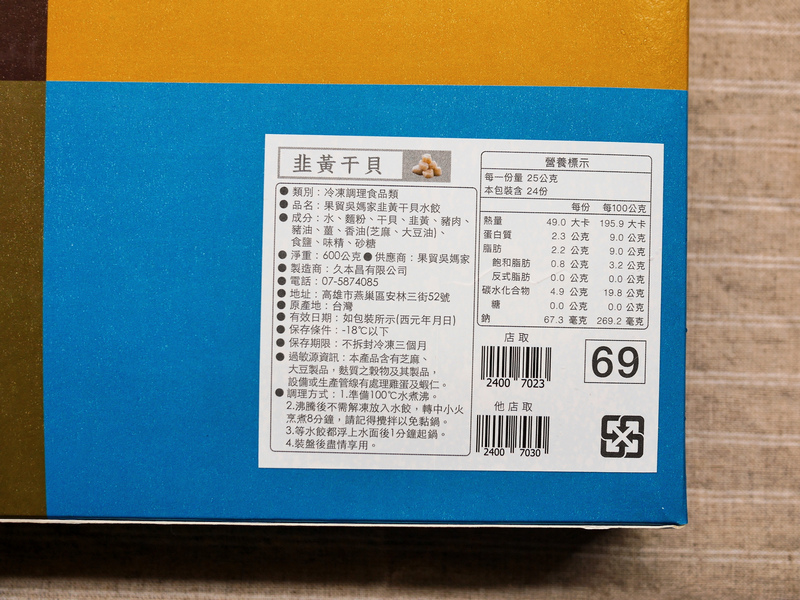 韭黃干貝
●類別：冷凍調理食品類
●品名：果貿吳媽家韭黃干貝水餃
●成分：水、麵粉、干貝、韭黃、豬肉、
豬油、薑、香油(芝麻、大豆油)、
食鹽、味精、砂糖
●淨重：600公克●供應商：果貿吳媽家
●製造商：久本昌有限公司
●電話：07-5874085
●地址：高雄市燕巢區安林三街52號
●原產地：台灣
●有效日期：如包裝所示(西元年月日)
●保存條件：-18℃以下
●保存期限：不拆封冷凍三個月
●過敏源資訊：本產品含有芝麻、
大豆製品，麩質之穀物及其製品，
設備或生產管線有處理雞蛋及蝦仁。
●調理方式：1.準備100℃水煮沸。
2.沸騰後不需解凍放入水餃，轉中小火
烹煮8分鐘，請記得攪拌以免黏鍋。
3.等水餃都浮上水面後1分鐘起鍋。
4.裝盤後盡情享用。
營養標示
每一份量 25公克
本包裝含 24份
每份 每100公克
熱量 49.0 大卡 195.9 大卡
蛋白質 2.3 公克 9.0 公克
脂肪 2.2 公克 9.0 公克
飽和脂肪 0.8 公克 3.2 公克
反式脂肪 0.0 公克 0.0 公克
碳水化合物 4.9 公克 19.8 公克
糖 0.0 公克 0.0 公克
鈉 67.3 毫克 269.2 毫克
店取
2400 7023
69
他店取
2400 7030